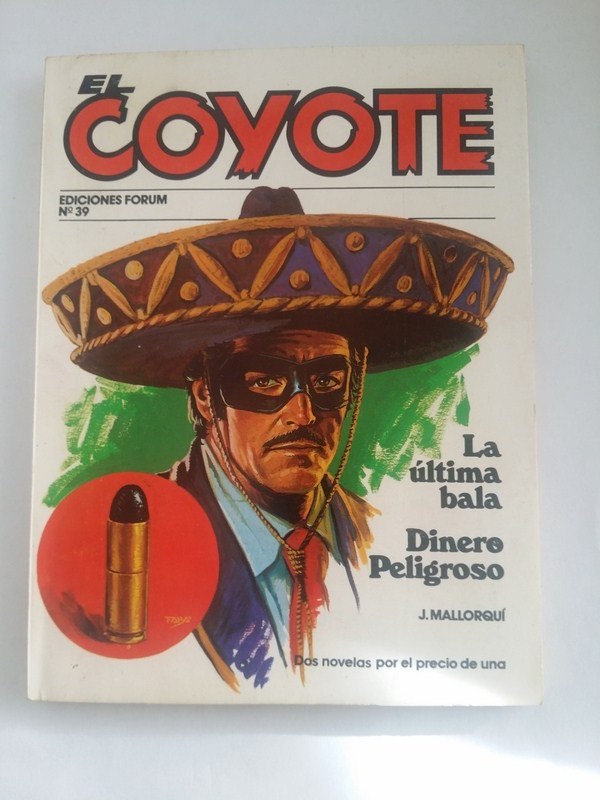 EL
COYOTE
EDICIONES FORUM
Nº 39
La
última
bala
Dinero
Peligroso
J. MALLORQUÍ
Dos novelas por el precio de una